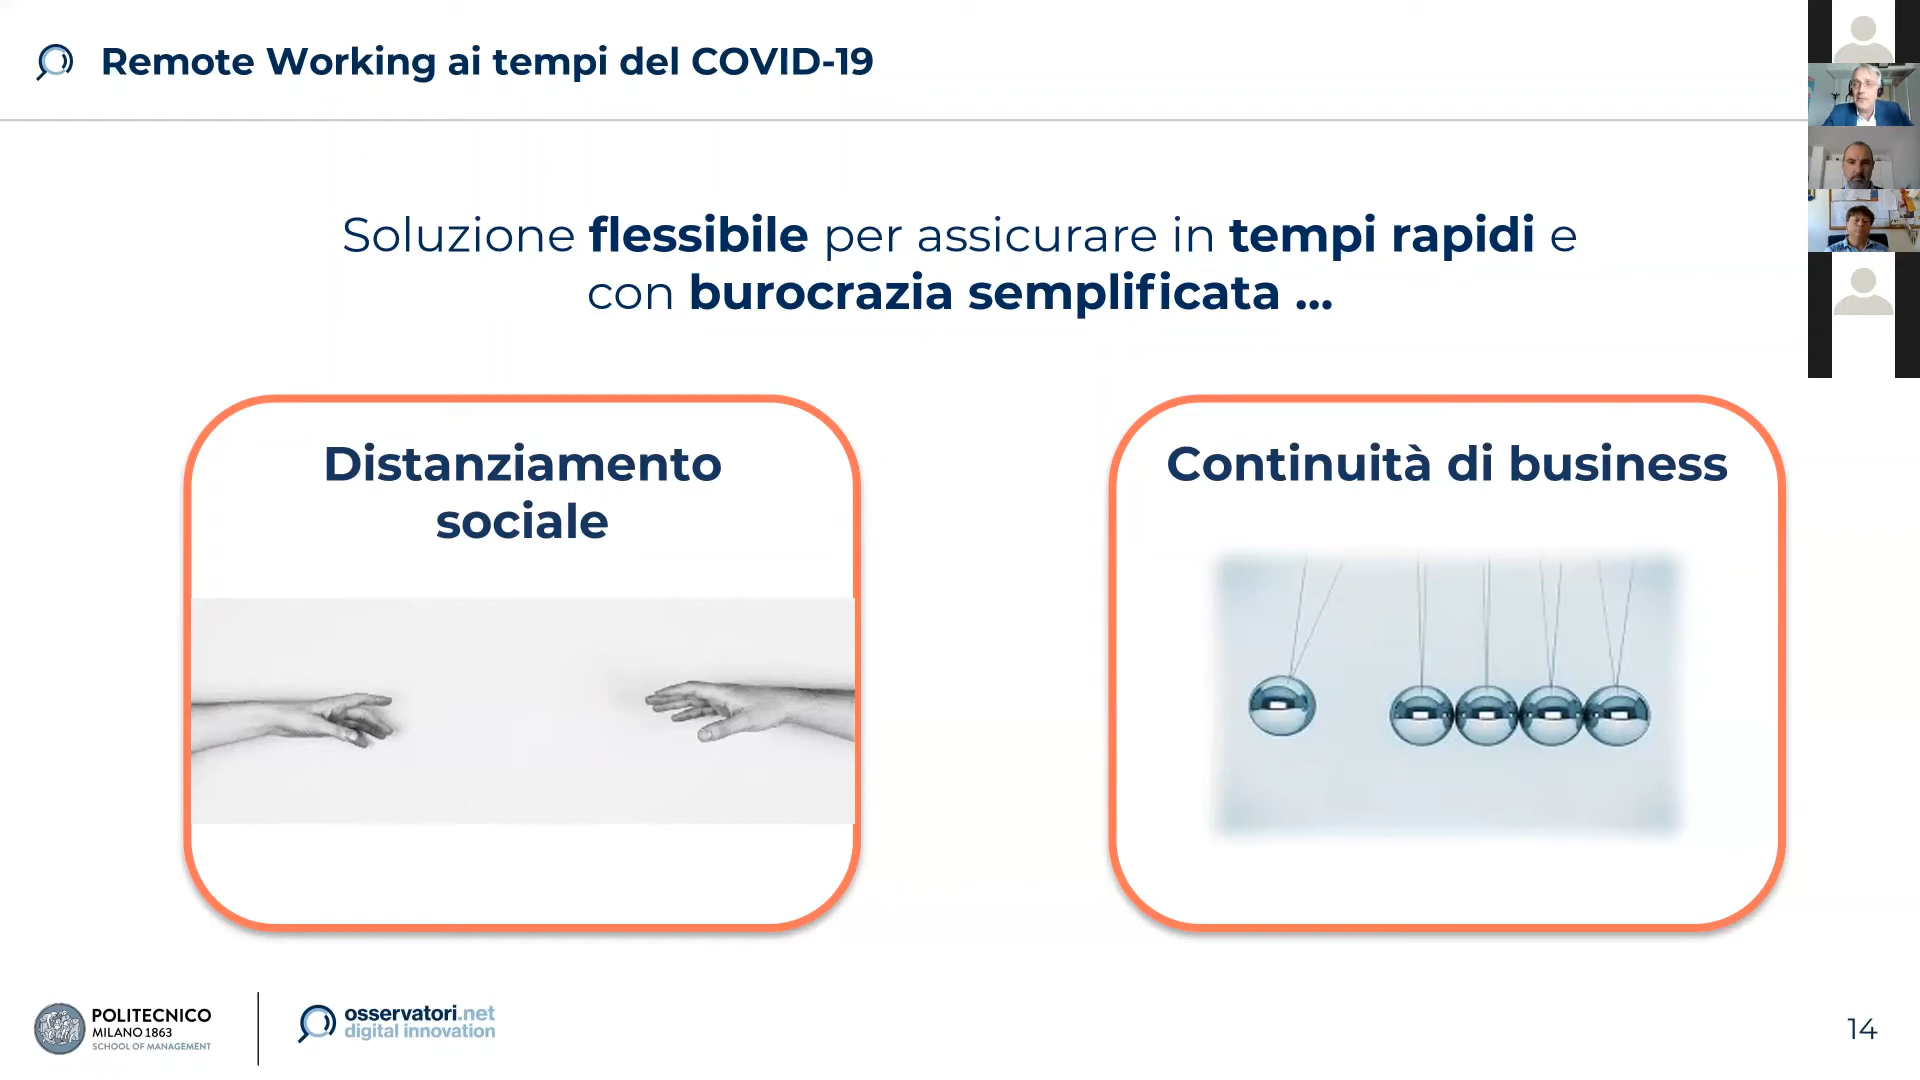 Remote Working ai tempi del COVID-19
Soluzione flessibile per assicurare in tempi rapidi e
con burocrazia semplificata ...
Distanziamento
sociale
Continuità di business
POLITECNICO
MILANO 1863
SCHOOL OF MANAGEMENT
osservatori.net
digital innovation
14